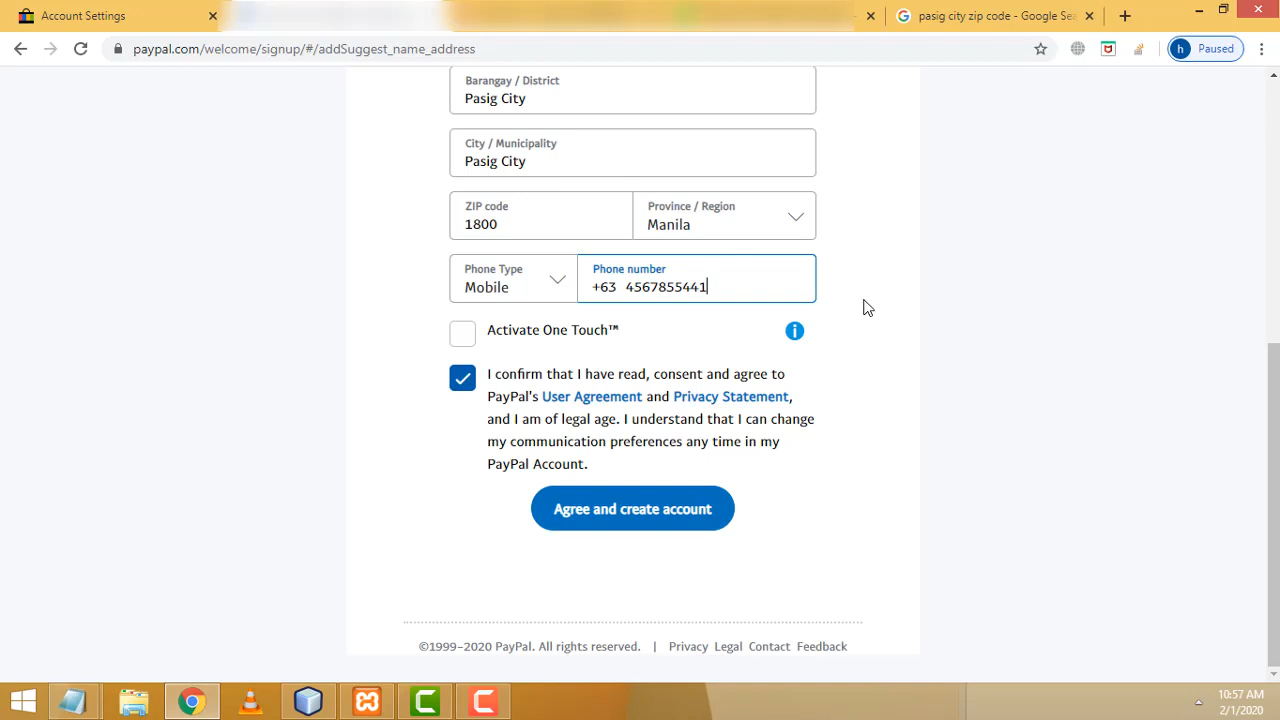 Account Settings
pasig city zip code - Google Sea
paypal.com/welcome/signup/#/addSuggest_name_address
h Paused
Barangay / District
Pasig City
City / Municipality
Pasig City
ZIP code Province / Region
1800 Manila
Phone Type Phone number
Mobile +63 4567855441
Activate One Touch™
I confirm that I have read, consent and agree to
PayPal's User Agreement and Privacy Statement,
and I am of legal age. I understand that I can change
my communication preferences any time in my
PayPal Account.
Agree and create account
©1999-2020 PayPal. All rights reserved. | Privacy Legal Contact Feedback
10:57 AM
2/1/2020